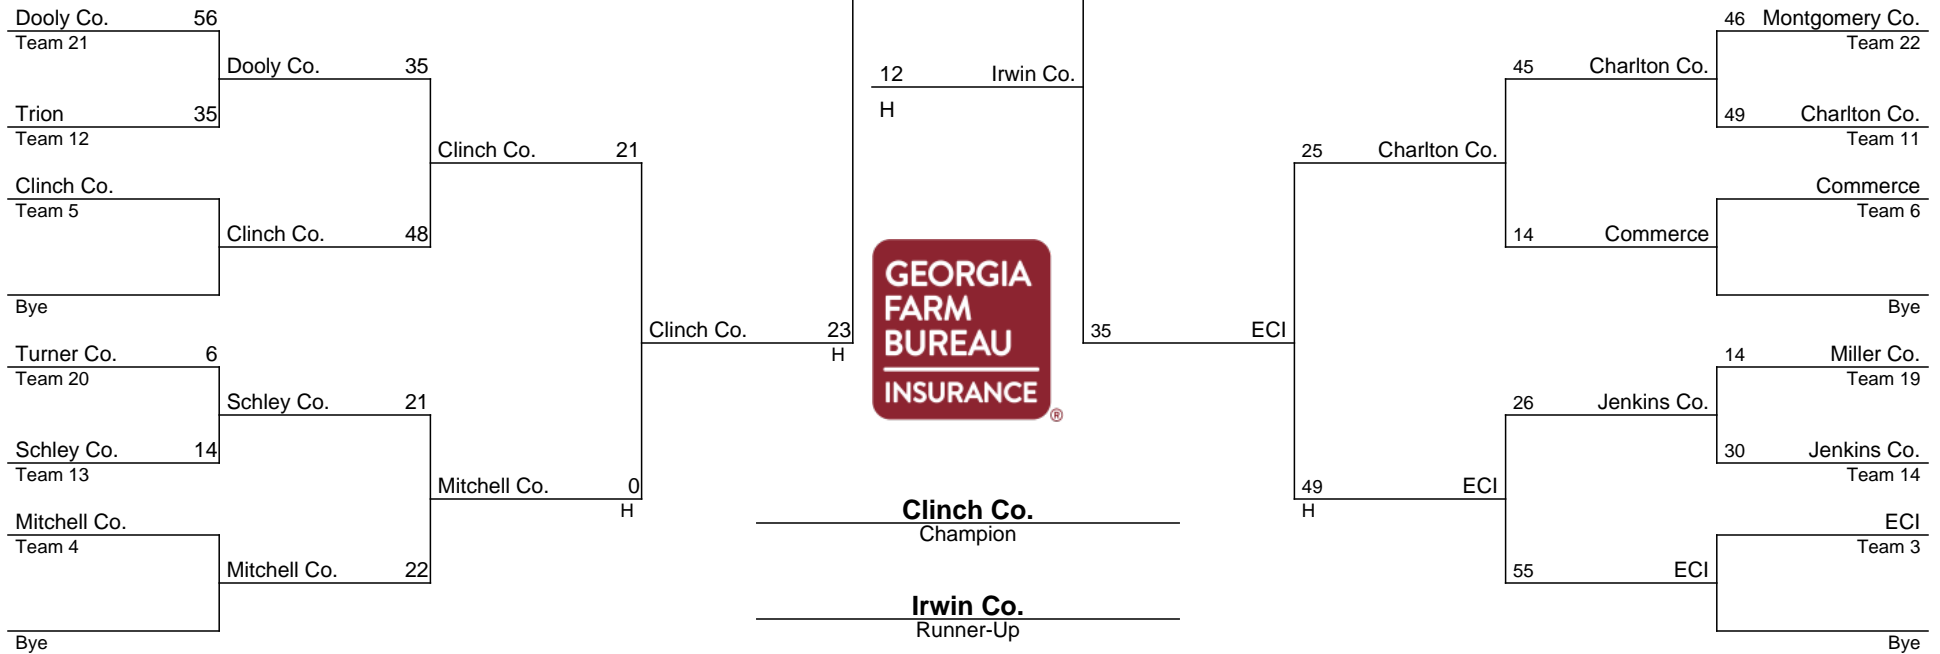 Dooly Co. 56
Team 21
Dooly Co. 35
Trion 35
Team 12
Clinch Co. 21
Clinch Co.
Team 5
Clinch Co. 48
Bye
Clinch Co. 23
H
Turner Co. 6
Team 20
Schley Co. 21
Schley Co. 14
Team 13
Mitchell Co. 0
H
Mitchell Co.
Team 4
Mitchell Co. 22
Bye
12 Irwin Co.
H
GEORGIA
FARM
BUREAU
INSURANCE
®
Clinch Co.
Champion
Irwin Co.
Runner-Up
46 Montgomery Co.
Team 22
45 Charlton Co.
49 Charlton Co.
Team 11
25 Charlton Co.
Commerce
Team 6
14 Commerce
Bye
35 ECI
14 Miller Co.
Team 19
26 Jenkins Co.
30 Jenkins Co.
Team 14
49 ECI
H
ECI
Team 3
55 ECI
Bye